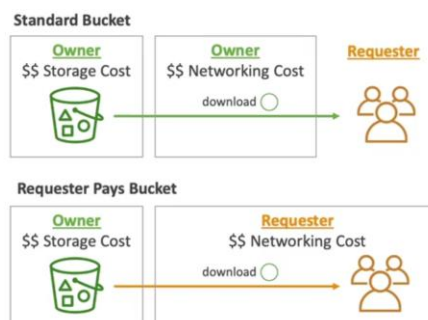 Standard Bucket
Owner
$$ Storage Cost
Owner
$$ Networking Cost
Requester
download
Requester Pays Bucket
Owner
$$ Storage Cost
Requester
$$ Networking Cost
download